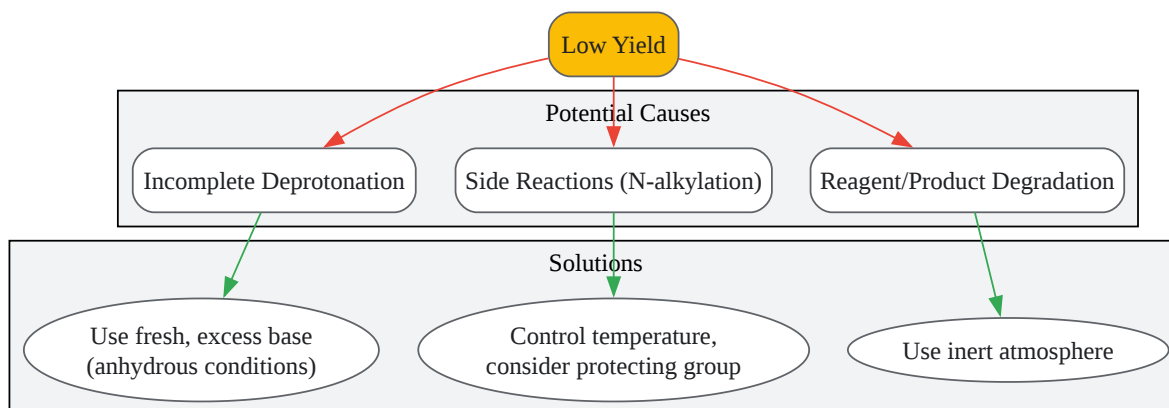 Low Yield
Potential Causes
Incomplete Deprotonation
Side Reactions (N-alkylation)
Reagent/Product Degradation
Solutions
Use fresh, excess base
(anhydrous conditions)
Control temperature,
consider protecting group
Use inert atmosphere